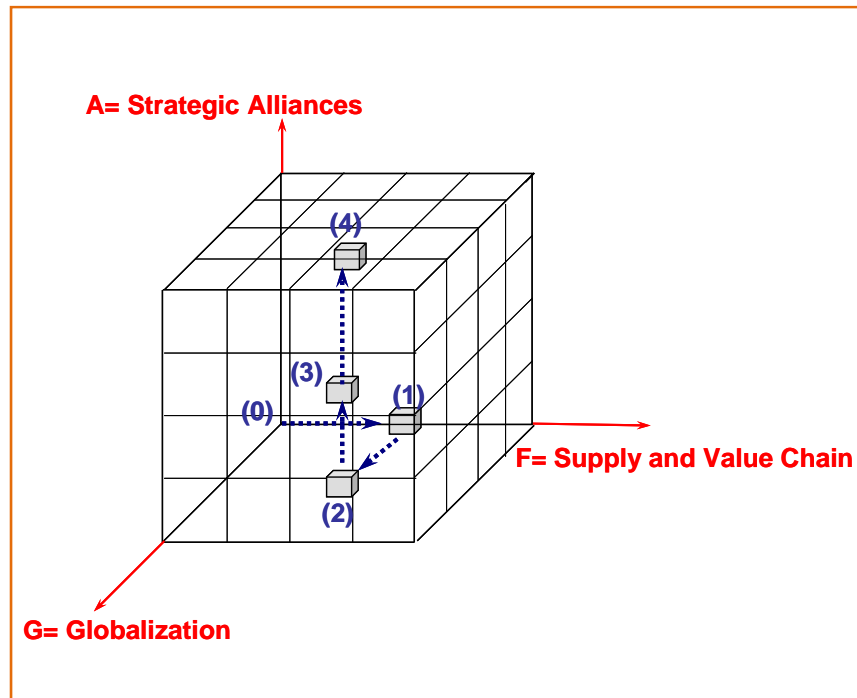 A= Strategic Alliances
(4)
(3)
(1)
(0)
F= Supply and Value Chain
(2)
G= Globalization